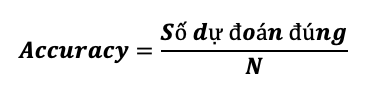 Accuracy = Số dự đoán đúng / N